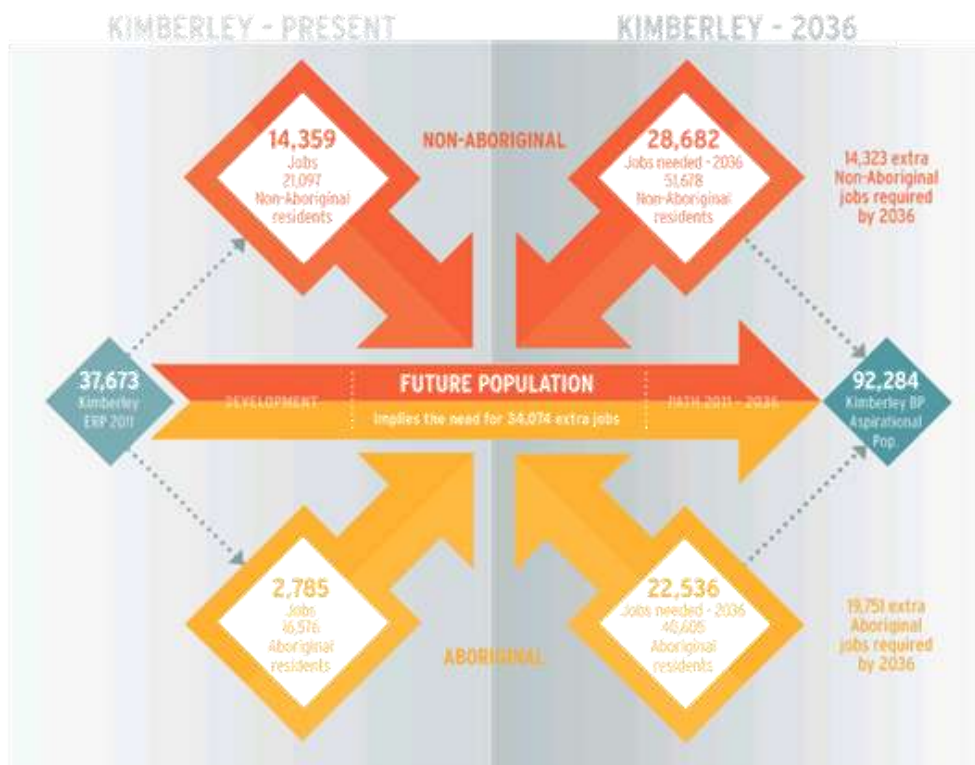 KIMBERLEY - PRESENT
KIMBERLEY - 2036
14,359
Jobs
21,097
Non-Aboriginal
residents
NON-ABORIGINAL
28,682
Jobs needed - 2036
51,678
Non-Aboriginal
residents
14,323 extra
Non-Aboriginal
jobs required
by 2036
37,673
Kimberley
ERP 2011
DEVELOPMENT
FUTURE POPULATION
Implies the need for 34,074 extra jobs
PATH 2011 - 2036
92,284
Kimberley BP
Aspirational
Pop.
2,785
Jobs
16,576
Aboriginal
residents
ABORIGINAL
22,536
Jobs needed - 2036
40,606
Aboriginal
residents
19,751 extra
Aboriginal
jobs required
by 2036